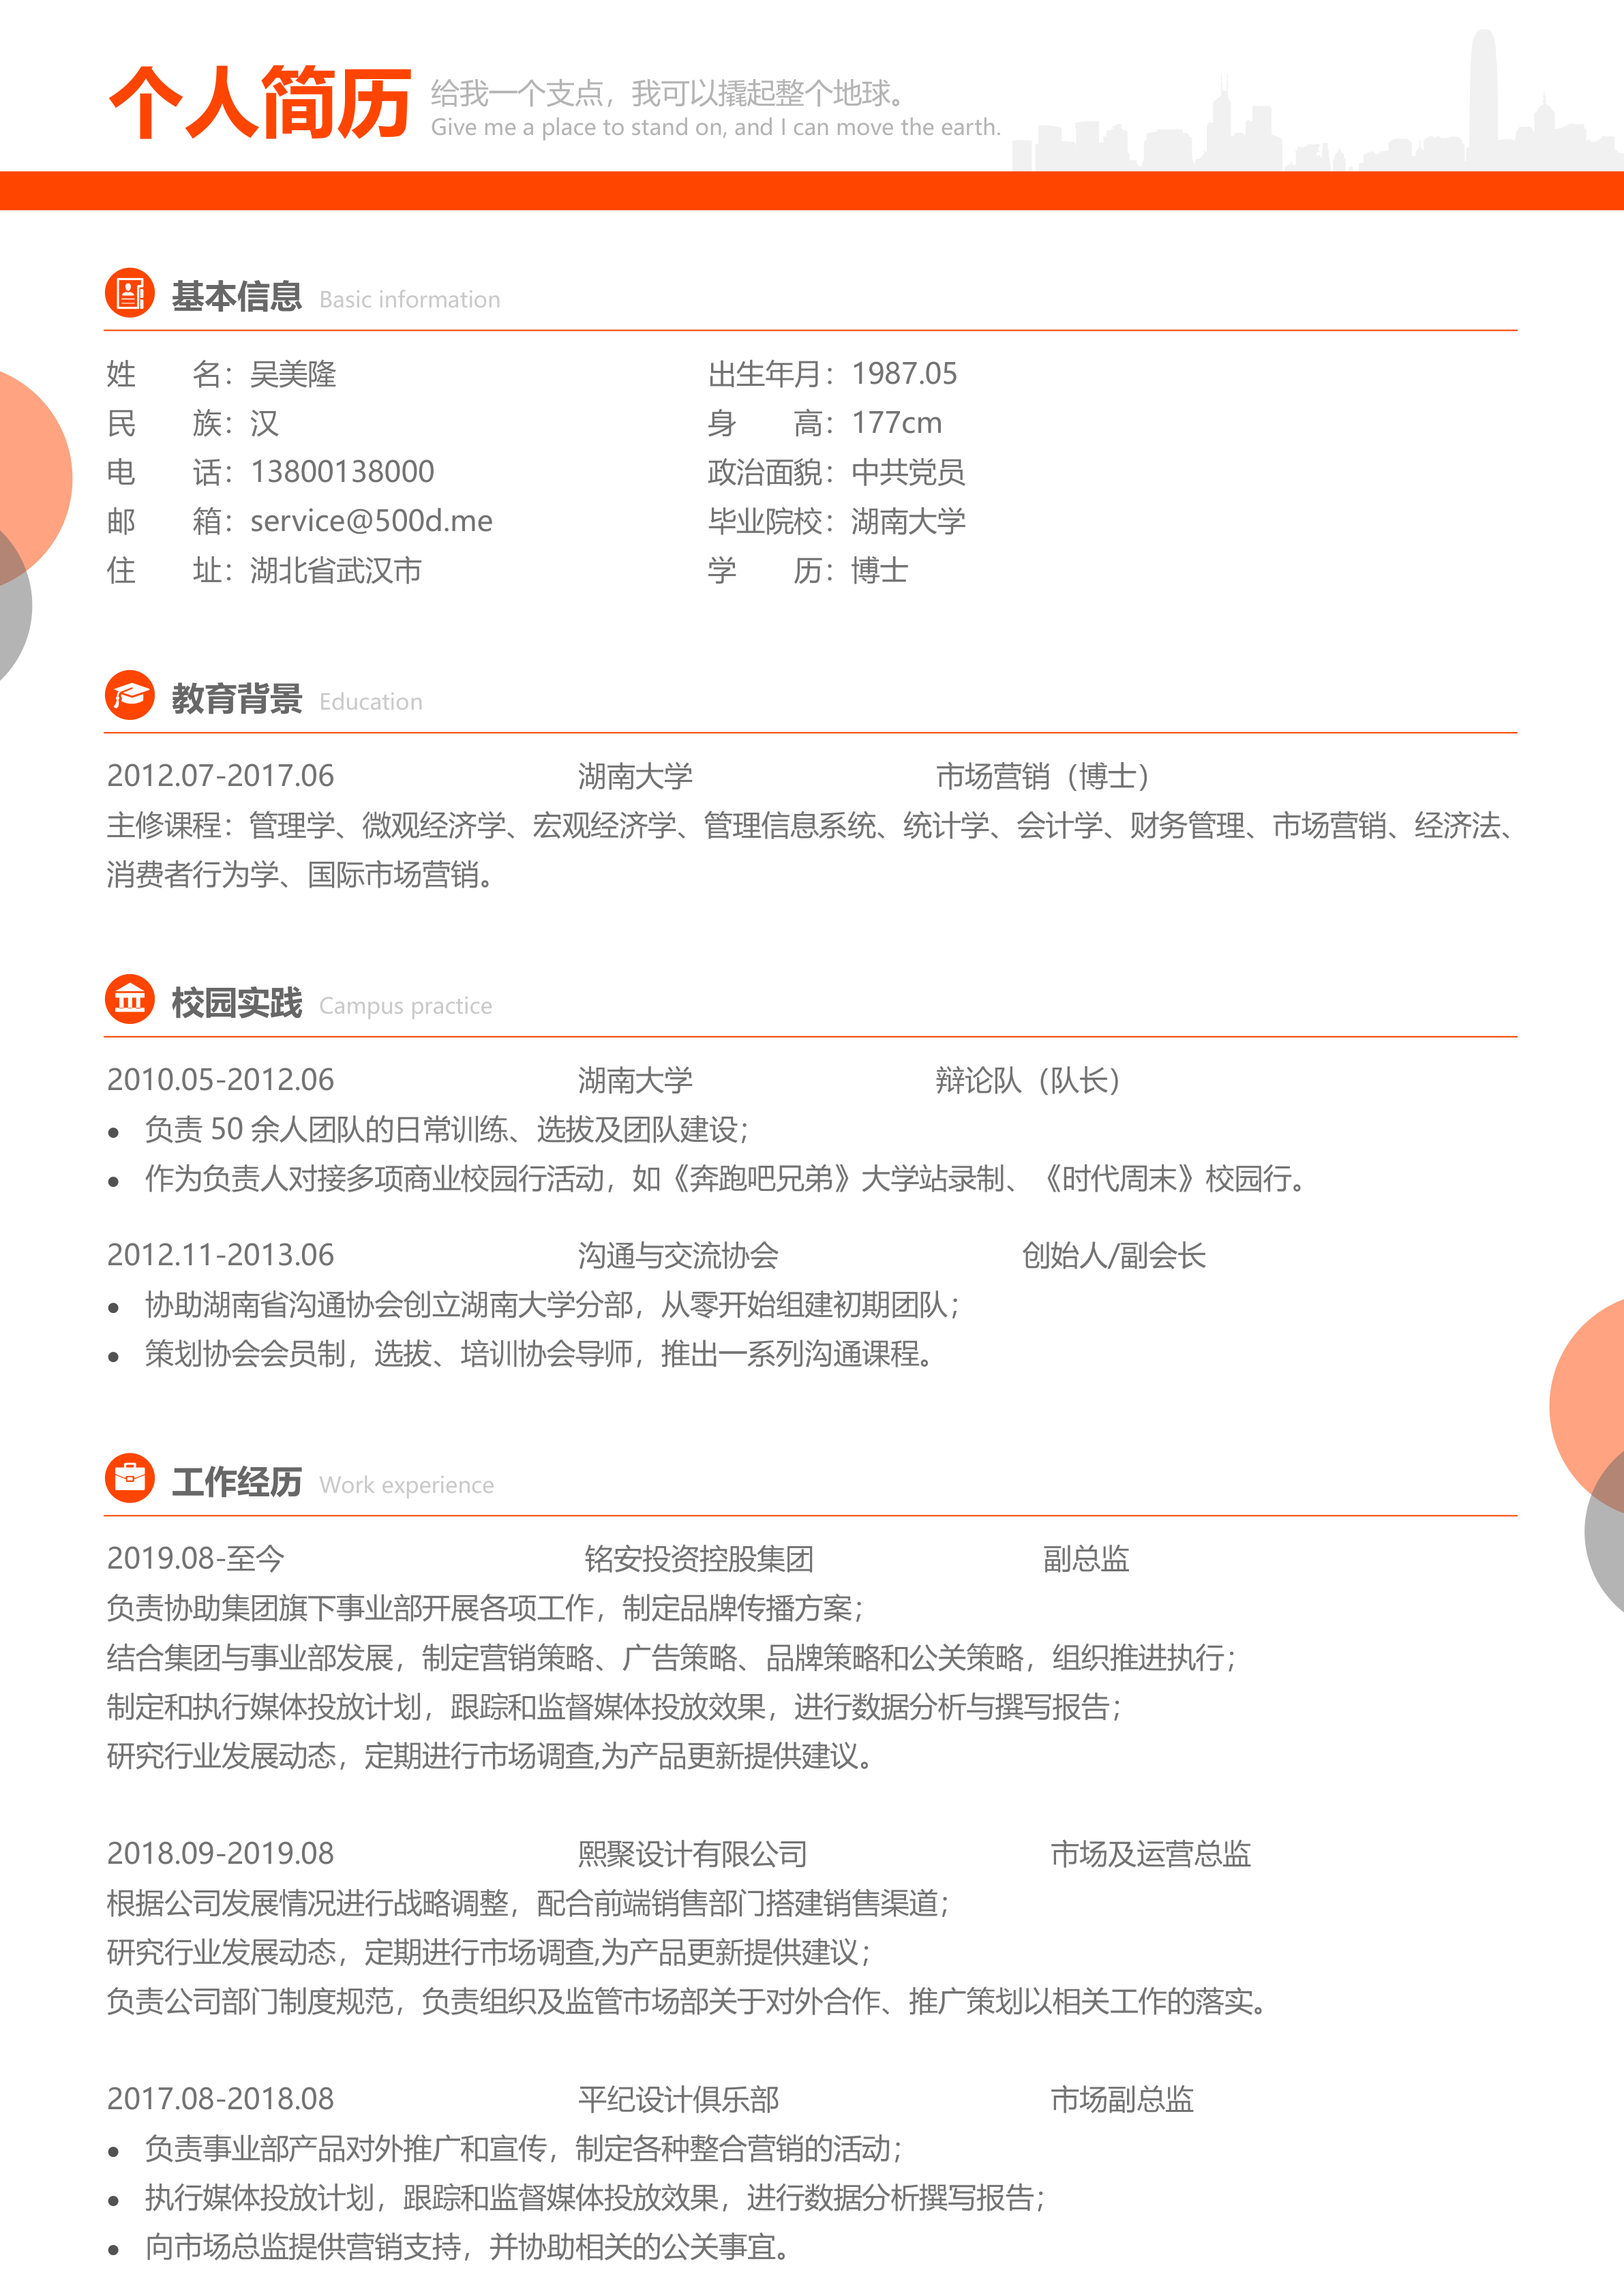 个人简历
给我一个支点，我可以撬起整个地球。
Give me a place to stand on, and I can move the earth.
基本信息 Basic information
姓 名：吴美隆 出生年月：1987.05
民 族：汉 身 高：177cm
电 话：13800138000 政治面貌：中共党员
邮 箱：service@500d.me 毕业院校：湖南大学
住 址：湖北省武汉市 学 历：博士
教育背景 Education
2012.07-2017.06 湖南大学 市场营销（博士）
主修课程：管理学、微观经济学、宏观经济学、管理信息系统、统计学、会计学、财务管理、市场营销、经济法、
消费者行为学、国际市场营销。
校园实践 Campus practice
2010.05-2012.06 湖南大学 辩论队（队长）
● 负责 50 余人团队的日常训练、选拔及团队建设；
● 作为负责人对接多项商业校园行活动，如《奔跑吧兄弟》大学站录制、《时代周末》校园行。
2012.11-2013.06 沟通与交流协会 创始人/副会长
● 协助湖南省沟通协会创立湖南大学分部，从零开始组建初期团队；
● 策划协会会员制，选拔、培训协会导师，推出一系列沟通课程。
工作经历 Work experience
2019.08-至今 铭安投资控股集团 副总监
负责协助集团旗下事业部开展各项工作，制定品牌传播方案；
结合集团与事业部发展，制定营销策略、广告策略、品牌策略和公关策略，组织推进执行；
制定和执行媒体投放计划，跟踪和监督媒体投放效果，进行数据分析与撰写报告；
研究行业发展动态，定期进行市场调查,为产品更新提供建议。
2018.09-2019.08 熙聚设计有限公司 市场及运营总监
根据公司发展情况进行战略调整，配合前端销售部门搭建销售渠道；
研究行业发展动态，定期进行市场调查,为产品更新提供建议；
负责公司部门制度规范，负责组织及监管市场部关于对外合作、推广策划以相关工作的落实。
2017.08-2018.08 平纪设计俱乐部 市场副总监
● 负责事业部产品对外推广和宣传，制定各种整合营销的活动；
● 执行媒体投放计划，跟踪和监督媒体投放效果，进行数据分析撰写报告；
● 向市场总监提供营销支持，并协助相关的公关事宜。